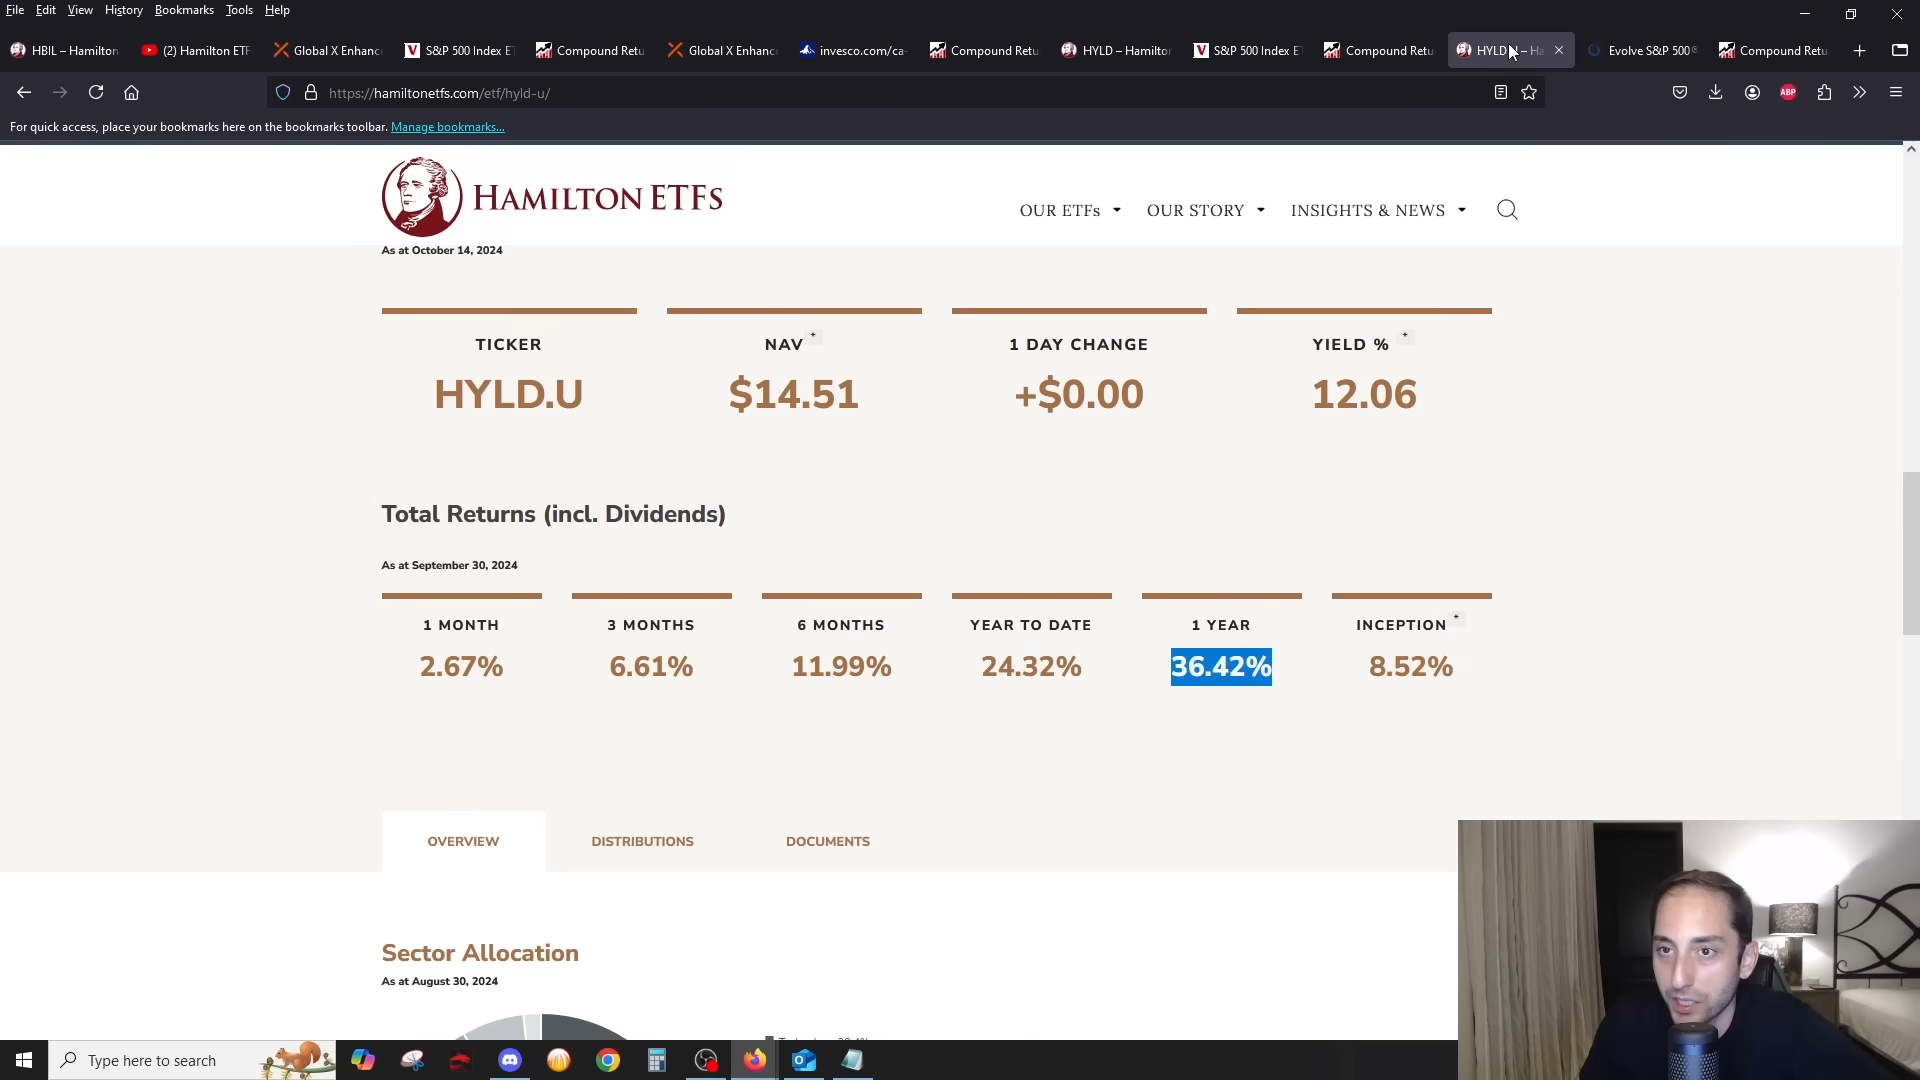 File Edit View History Bookmarks Tools Help
HBIL – Hamilton
(2) Hamilton ETF
Global X Enhanc
S&P 500 Index ET
Compound Retu
Global X Enhanc
invesco.com/ca-
Compound Retu
HYLD – Hamilton
S&P 500 Index ET
Compound Retu
HYLD – Ha
Evolve S&P 500®
Compound Retu
https://hamiltonetfs.com/etf/hyld-u/
ABP
For quick access, place your bookmarks here on the bookmarks toolbar. Manage bookmarks...
HAMILTON ETFs
OUR ETFs OUR STORY INSIGHTS & NEWS
As at October 14, 2024
TICKER NAV * 1 DAY CHANGE YIELD % *
HYLD.U $14.51 +$0.00 12.06
Total Returns (incl. Dividends)
As at September 30, 2024
1 MONTH 3 MONTHS 6 MONTHS YEAR TO DATE 1 YEAR INCEPTION *
2.67% 6.61% 11.99% 24.32% 36.42% 8.52%
OVERVIEW DISTRIBUTIONS DOCUMENTS
Sector Allocation
As at August 30, 2024
Type here to search